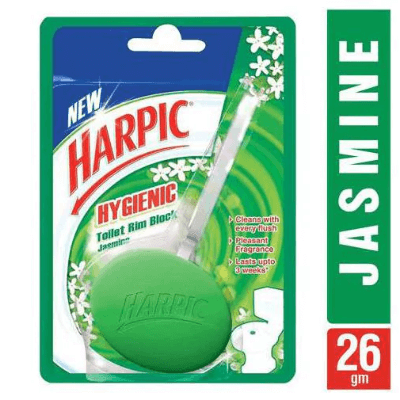 NEW
HARPIC
HYGIENIC
Toilet Rim Block
Jasmine
Cleans with
every flush
Pleasant
Fragrance
Lasts upto
3 weeks*
HARPIC
JASMINE
26
gm